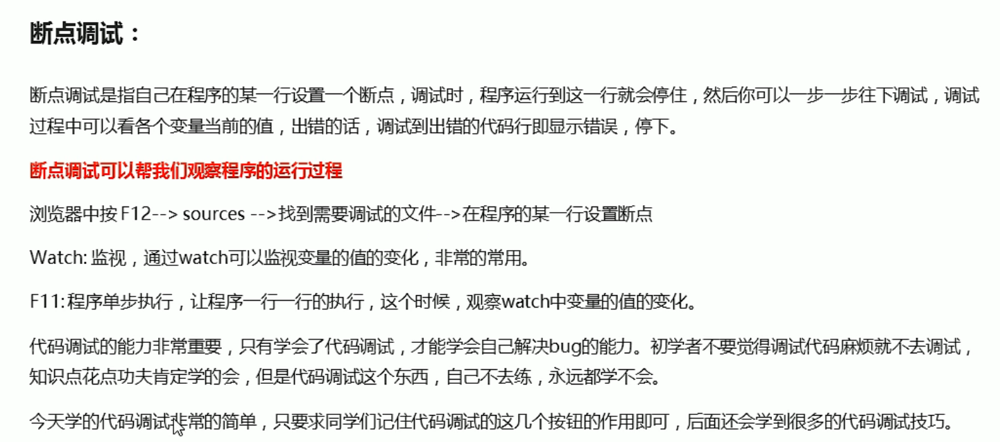 断点调试：
断点调试是指自己在程序的某一行设置一个断点，调试时，程序运行到这一行就会停住，然后你可以一步一步往下调试，调试
过程中可以看各个变量当前的值，出错的话，调试到出错的代码行即显示错误，停下。
断点调试可以帮我们观察程序的运行过程
浏览器中按 F12--> sources -->找到需要调试的文件-->在程序的某一行设置断点
Watch: 监视，通过watch可以监视变量的值的变化，非常的常用。
F11: 程序单步执行，让程序一行一行的执行，这个时候，观察watch中变量的值的变化。
代码调试的能力非常重要，只有学会了代码调试，才能学会自己解决bug的能力。初学者不要觉得调试代码麻烦就不去调试，
知识点花点功夫肯定学的会，但是代码调试这个东西，自己不去练，永远都学不会。
今天学的代码调试非常的简单，只要求同学们记住代码调试的这几个按钮的作用即可，后面还会学到很多的代码调试技巧。